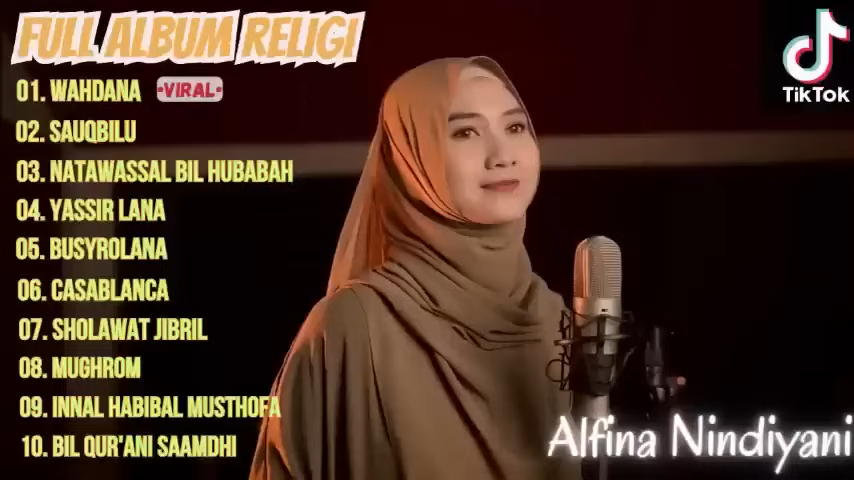 FULL ALBUM RELIGI
01. WAHDANA •VIRAL•
02. SAUQBILU
03. NATAWASSAL BIL HUBABAH
04. YASSIR LANA
05. BUSYROLANA
06. CASABLANCA
07. SHOLAWAT JIBRIL
08. MUGHROM
09. INNAL HABIBAL MUSTHOFA
10. BIL QUR'ANI SAAMDHI
TikTok
Alfina Nindiyani